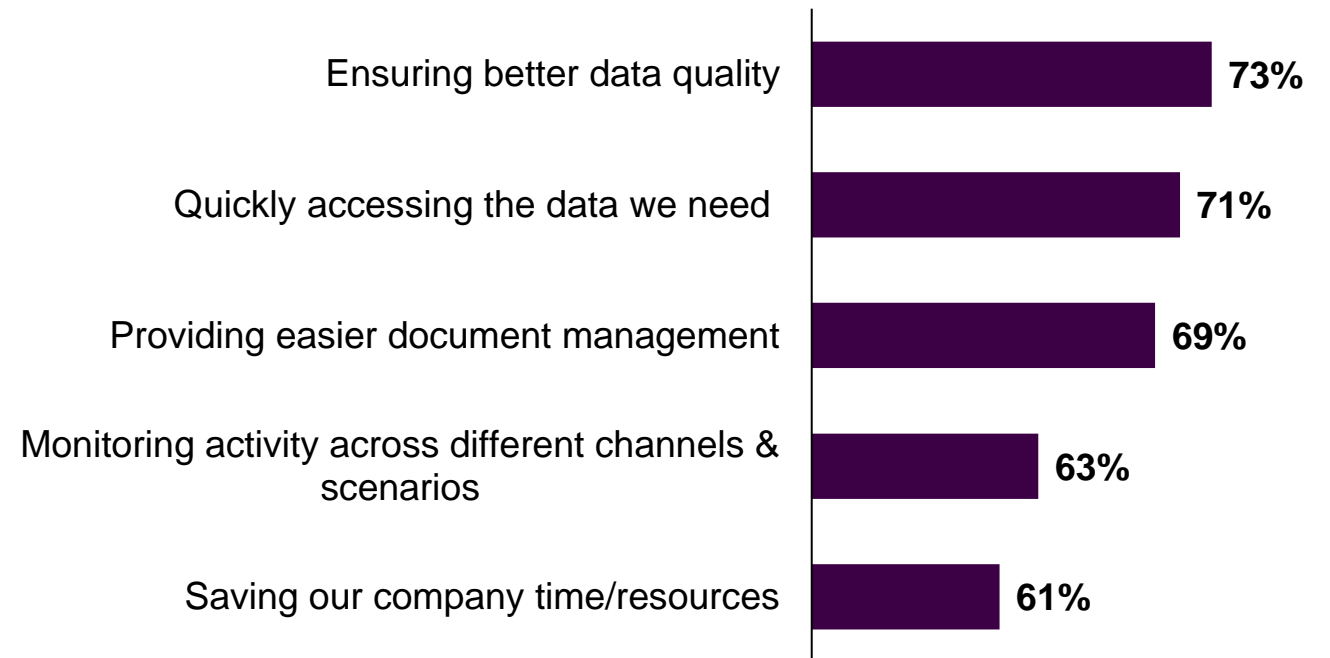 Ensuring better data quality 73%
Quickly accessing the data we need 71%
Providing easier document management 69%
Monitoring activity across different channels &
scenarios 63%
Saving our company time/resources 61%